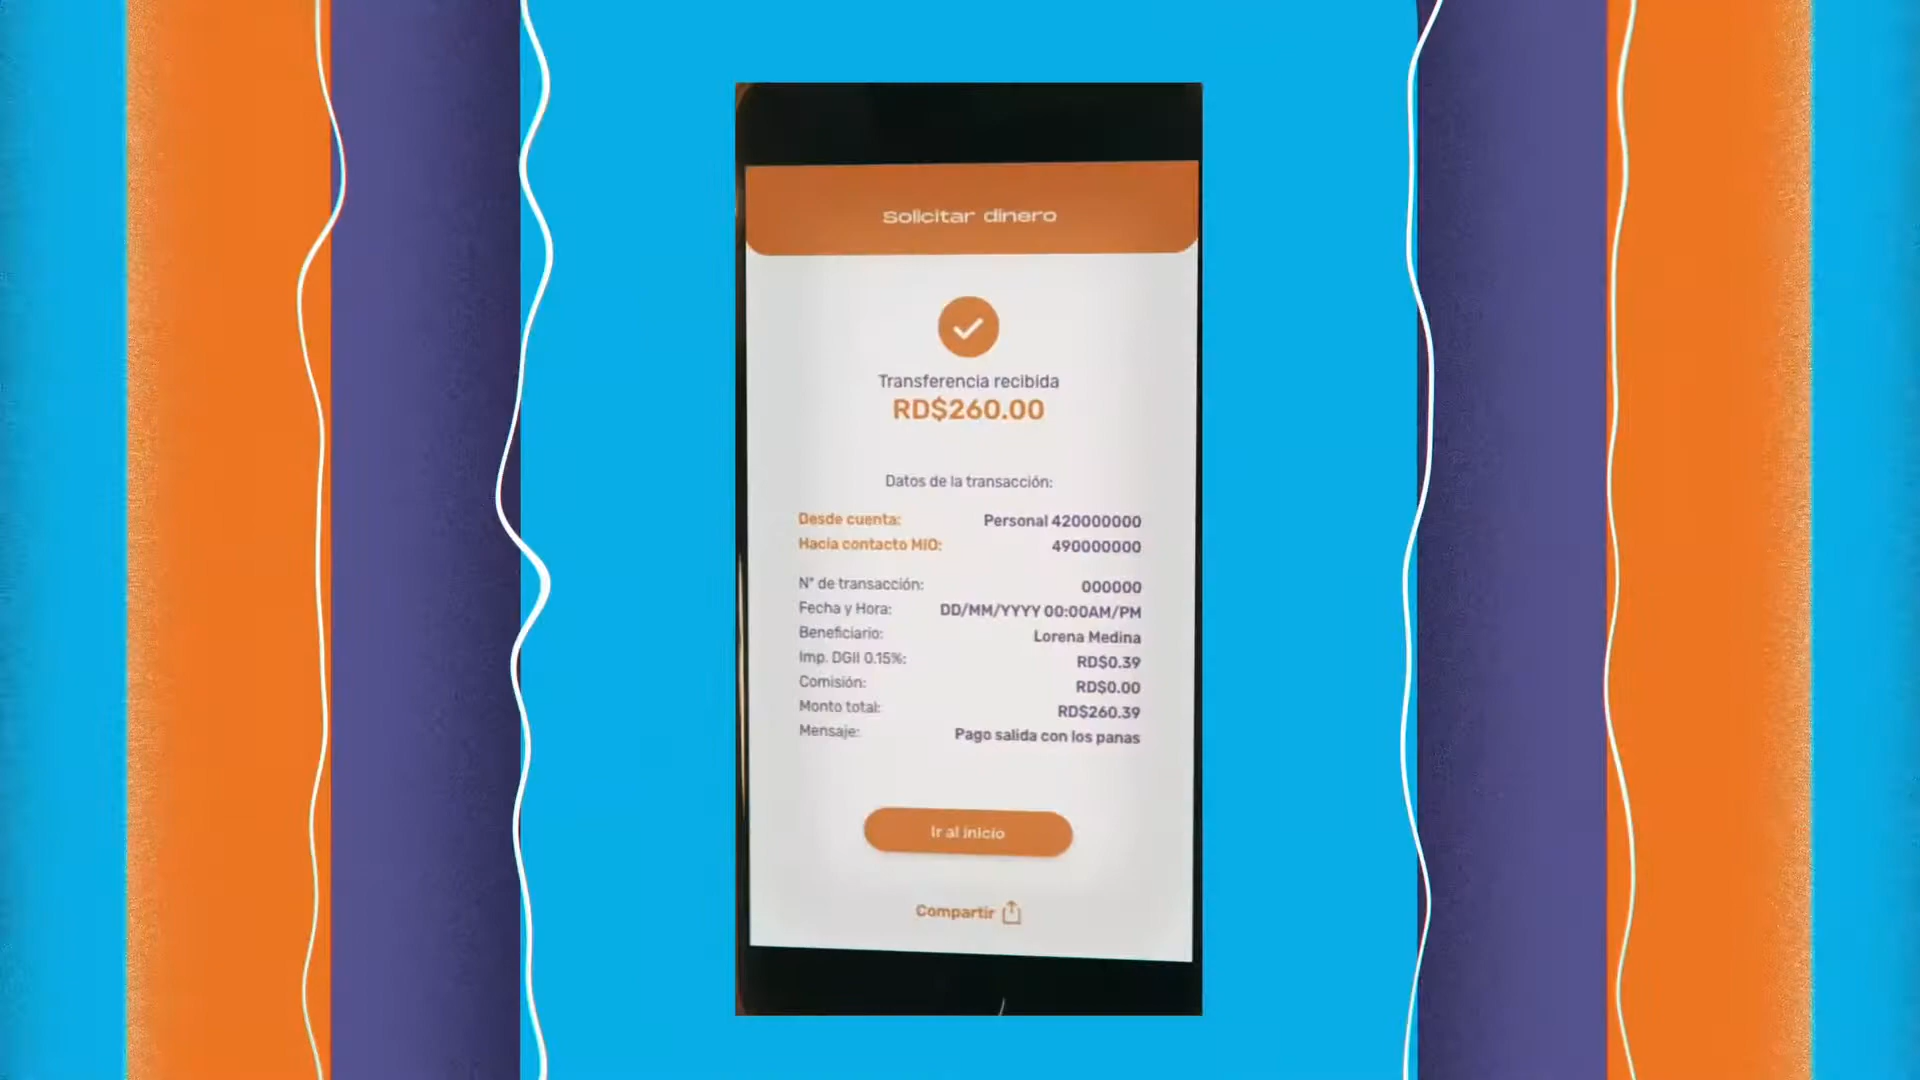 Solicitar dinero
Transferencia recibida
RD$260.00
Datos de la transacción:
Desde cuenta: Personal 420000000
Hacia contacto MIO: 490000000
N° de transacción: 000000
Fecha y Hora: DD/MM/YYYY 00:00AM/PM
Beneficiario: Lorena Medina
Imp. DGII 0.15%: RD$0.39
Comisión: RD$0.00
Monto total: RD$260.39
Mensaje: Pago salida con los panas
Ir al inicio
Compartir